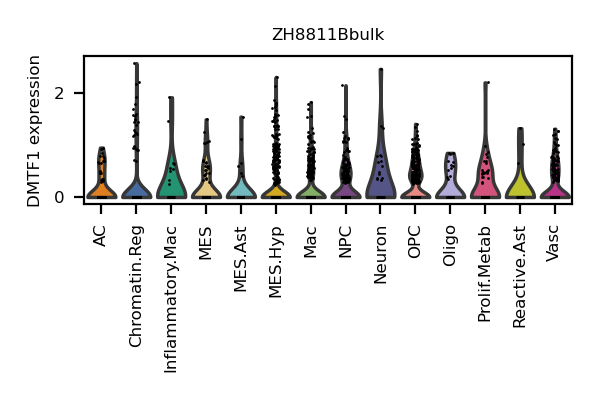 ZH8811Bbulk
DMTF1 expression
2
0
AC
Chromatin.Reg
Inflammatory.Mac
MES
MES.Ast
MES.Hyp
Mac
NPC
Neuron
OPC
Oligo
Prolif.Metab
Reactive.Ast
Vasc